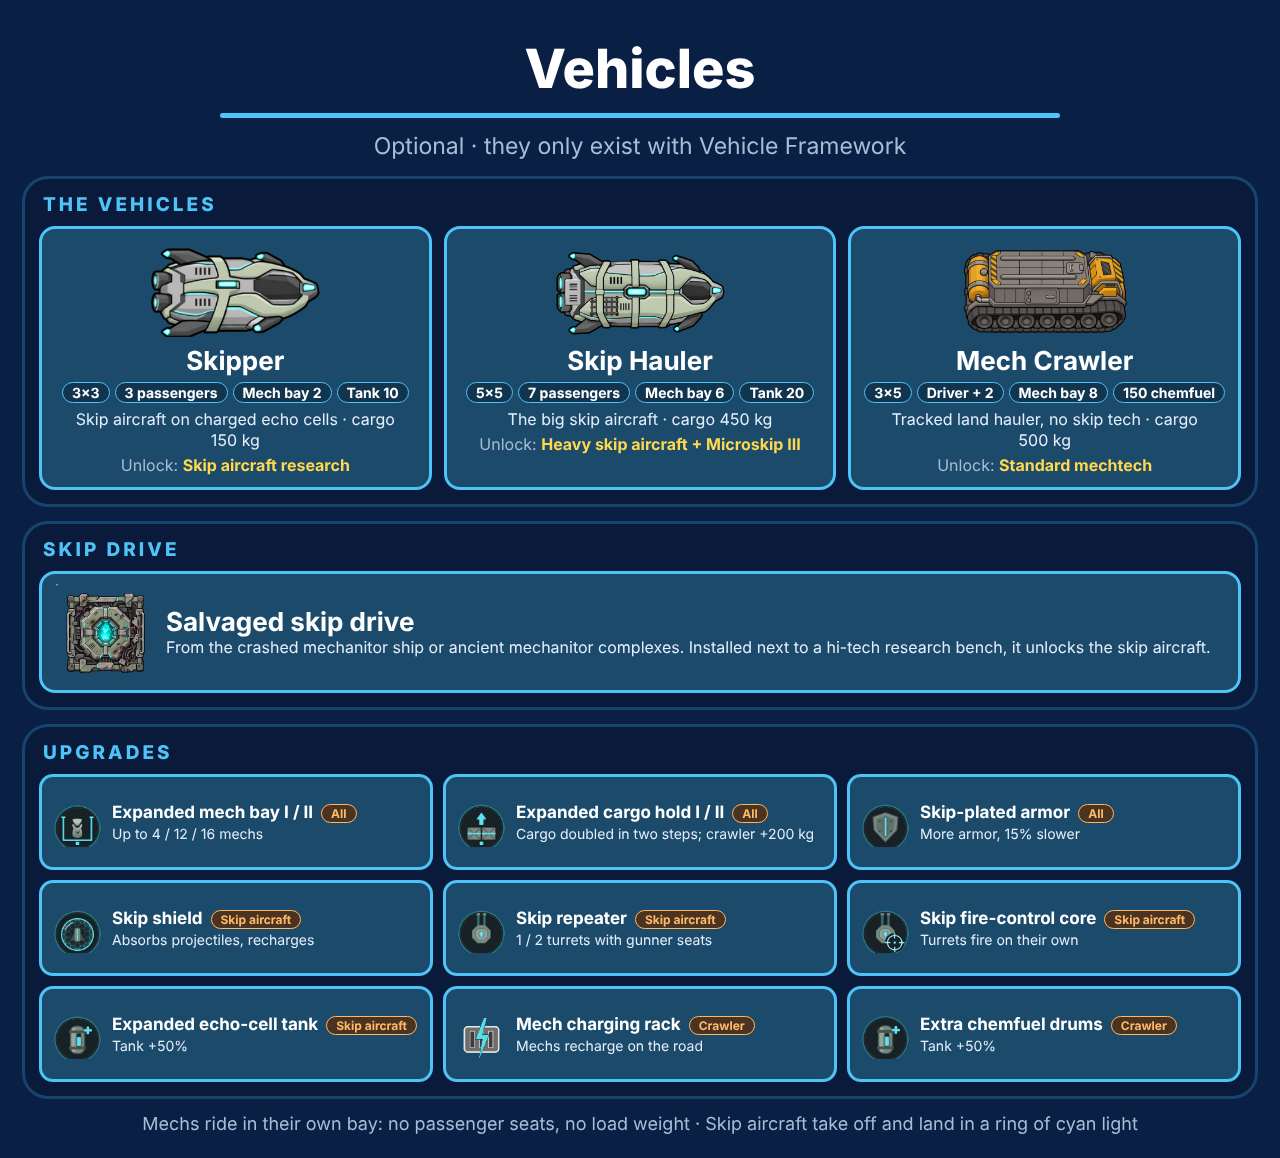 Vehicles
Optional · they only exist with Vehicle Framework
THE VEHICLES
Skipper
3×3 3 passengers Mech bay 2 Tank 10
Skip aircraft on charged echo cells · cargo
150 kg
Unlock: Skip aircraft research
Skip Hauler
5×5 7 passengers Mech bay 6 Tank 20
The big skip aircraft · cargo 450 kg
Unlock: Heavy skip aircraft + Microskip III
Mech Crawler
3×5 Driver + 2 Mech bay 8 150 chemfuel
Tracked land hauler, no skip tech · cargo
500 kg
Unlock: Standard mechtech
SKIP DRIVE
Salvaged skip drive
From the crashed mechanitor ship or ancient mechanitor complexes. Installed next to a hi-tech research bench, it unlocks the skip aircraft.
UPGRADES
Expanded mech bay I / II All
Up to 4 / 12 / 16 mechs
Expanded cargo hold I / II All
Cargo doubled in two steps; crawler +200 kg
Skip-plated armor All
More armor, 15% slower
Skip shield Skip aircraft
Absorbs projectiles, recharges
Skip repeater Skip aircraft
1 / 2 turrets with gunner seats
Skip fire-control core Skip aircraft
Turrets fire on their own
Expanded echo-cell tank Skip aircraft
Tank +50%
Mech charging rack Crawler
Mechs recharge on the road
Extra chemfuel drums Crawler
Tank +50%
Mechs ride in their own bay: no passenger seats, no load weight · Skip aircraft take off and land in a ring of cyan light